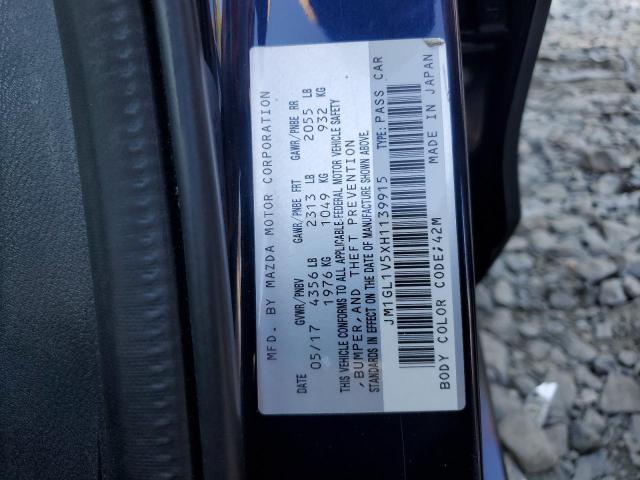 MFD. BY MAZDA MOTOR CORPORATION
DATE GVWR/PNBV GAWR/PNBE FRT GAWR/PNBE RR
05/17 4356 LB 2313 LB 2055 LB
1976 KG 1049 KG 932 KG
THIS VEHICLE CONFORMS TO ALL APPLICABLE FEDERAL MOTOR VEHICLE SAFETY
,BUMPER,AND THEFT PREVENTION
STANDARDS IN EFFECT ON THE DATE OF MANUFACTURE SHOWN ABOVE.
JM1GL1V5XH1139915 TYPE: PASS CAR
BODY COLOR CODE;42M MADE IN JAPAN